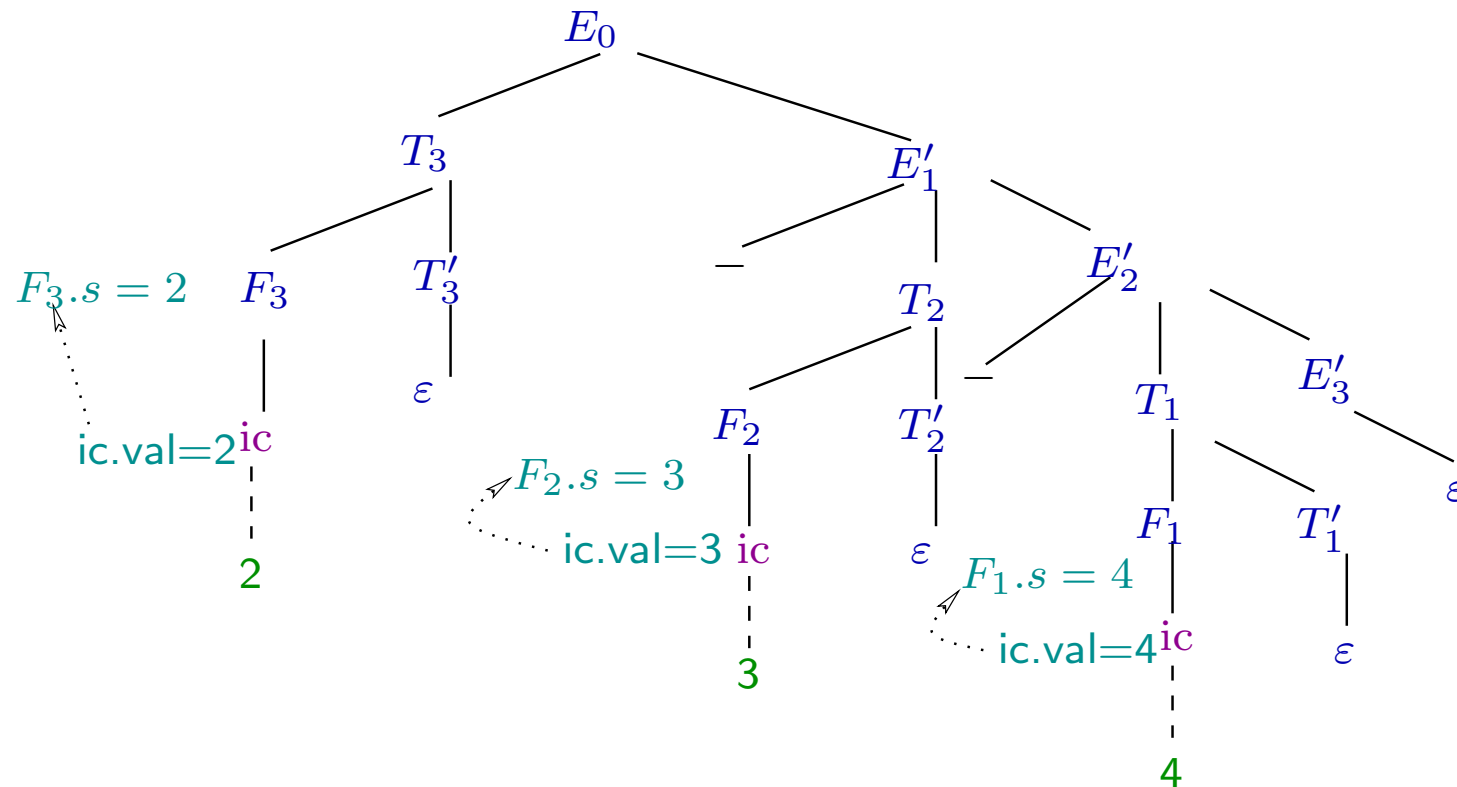 E₀
T₃ E′₁
− E′₂
F₃.s = 2 F₃ T′₃ T₂
ε − T₁ E′₃
ic.val=2 ic F₂ T′₂
F₂.s = 3 ε
F₁ T′₁
2 ic.val=3 ic ε F₁.s = 4
3 ic.val=4 ic ε
4